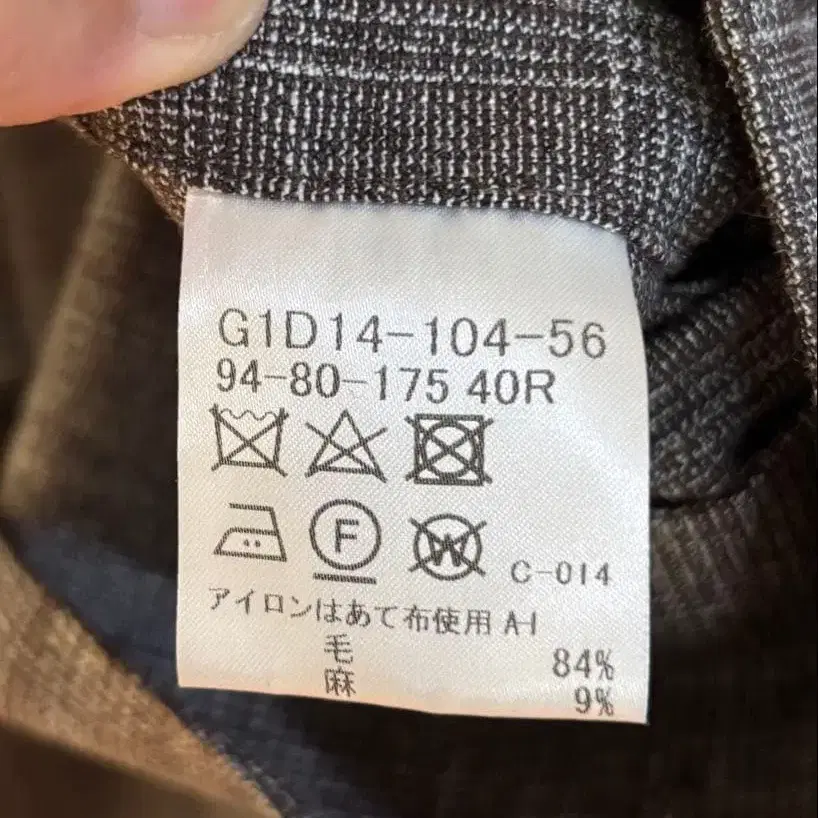 G1D14-104-56
94-80-175 40R
F W C-014
アイロンはあて布使用 A-1
毛 84%
麻 9%